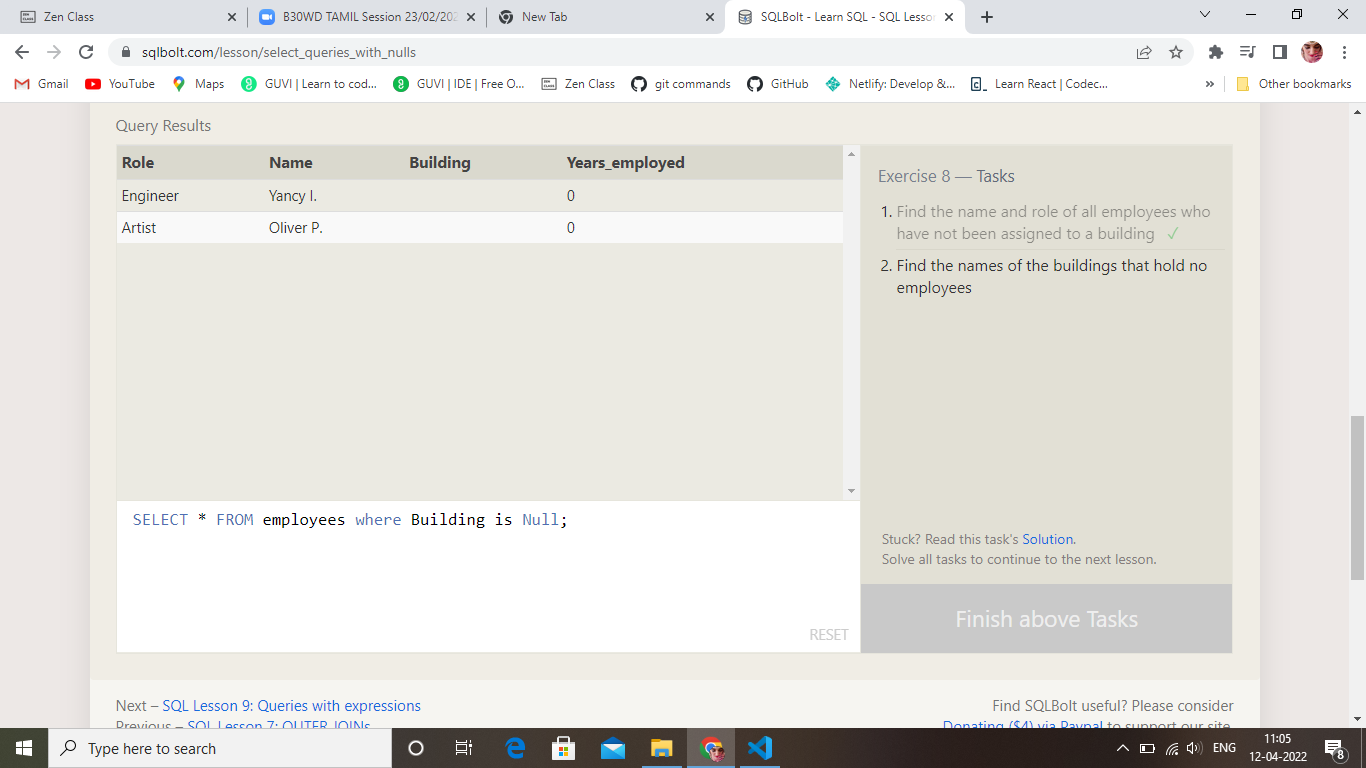 Zen Class
B30WD TAMIL Session 23/02/202
New Tab
SQLBolt - Learn SQL - SQL Lesson
sqlbolt.com/lesson/select_queries_with_nulls
Gmail YouTube Maps GUVI | Learn to cod... GUVI | IDE | Free O... Zen Class git commands GitHub Netlify: Develop &... Learn React | Codec... » Other bookmarks
Query Results
Role Name Building Years_employed
Engineer Yancy I. 0
Artist Oliver P. 0
SELECT * FROM employees where Building is Null;
RESET
Exercise 8 — Tasks
1. Find the name and role of all employees who
have not been assigned to a building ✓
2. Find the names of the buildings that hold no
employees
Stuck? Read this task's Solution.
Solve all tasks to continue to the next lesson.
Finish above Tasks
Next – SQL Lesson 9: Queries with expressions
Previous – SQL Lesson 7: OUTER JOINs
Find SQLBolt useful? Please consider
Donating ($4) via Paypal to support our site.
Type here to search
ENG
11:05
12-04-2022
8